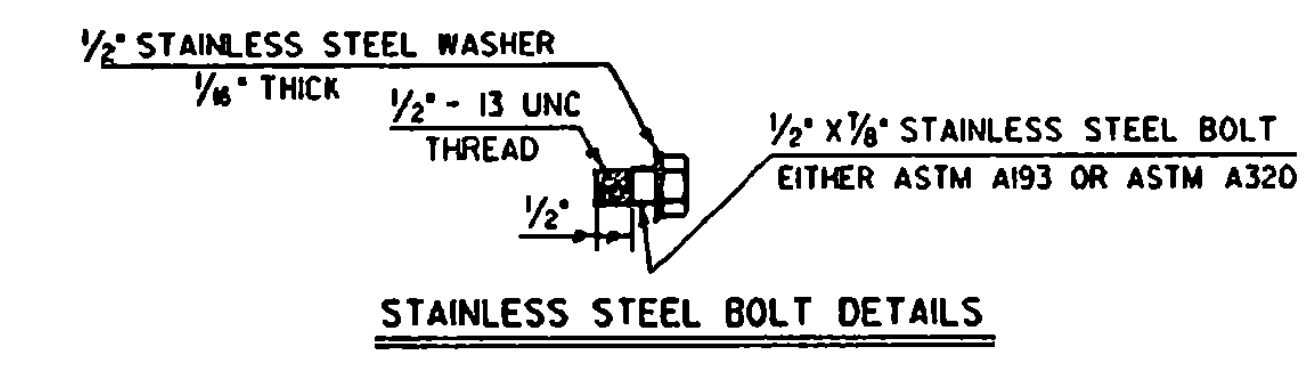 1/2" STAINLESS STEEL WASHER
1/16" THICK
1/2" - 13 UNC
THREAD
1/2" X 7/8" STAINLESS STEEL BOLT
EITHER ASTM A193 OR ASTM A320
1/2"
STAINLESS STEEL BOLT DETAILS